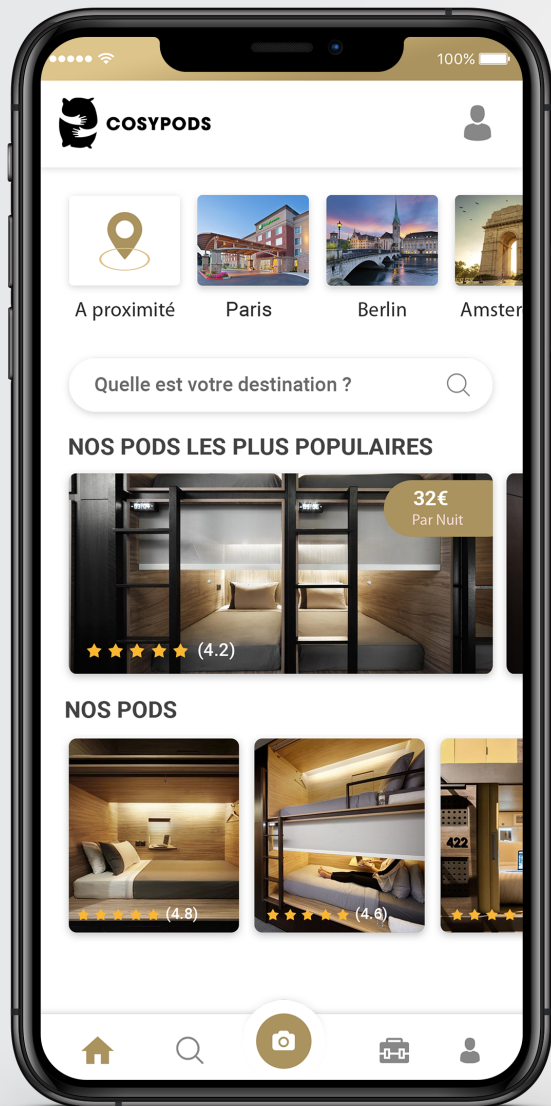 100%
COSYPODS
A proximité
Paris
Berlin
Amster
Quelle est votre destination ?
NOS PODS LES PLUS POPULAIRES
32€
Par Nuit
(4.2)
NOS PODS
422
(4.8)
(4.6)